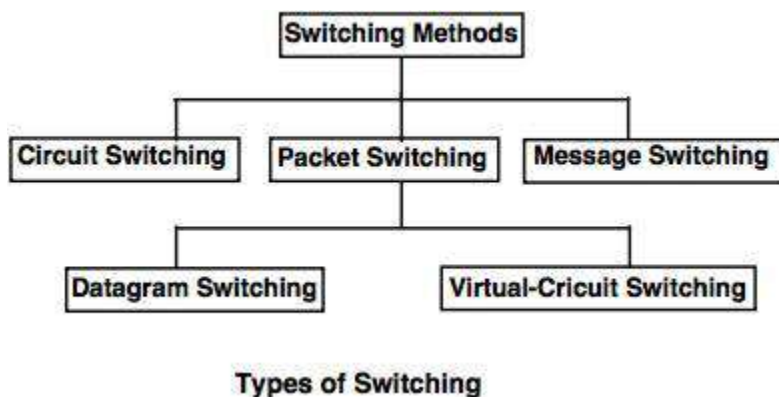 Switching Methods
Circuit Switching
Packet Switching
Message Switching
Datagram Switching
Virtual-Cricuit Switching
Types of Switching